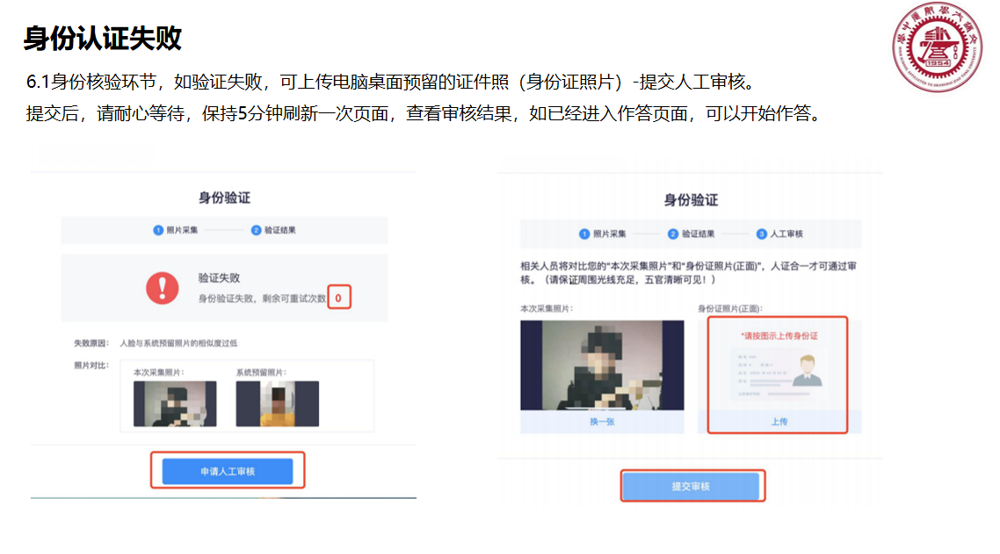 身份认证失败
6.1身份核验环节，如验证失败，可上传电脑桌面预留的证件照（身份证照片）-提交人工审核。
提交后，请耐心等待，保持5分钟刷新一次页面，查看审核结果，如已经进入作答页面，可以开始作答。
身份验证
1 照片采集 2 验证结果
验证失败
身份验证失败，剩余可重试次数 0
失败原因： 人脸与系统预留照片的相似度过低
照片对比：
本次采集照片： 系统预留照片：
申请人工审核
身份验证
1 照片采集 2 验证结果 3 人工审核
相关人员将对比您的“本次采集照片”和“身份证照片(正面)”，人证合一才可通过审
核。（请保证周围光线充足，五官清晰可见！）
本次采集照片： 身份证照片(正面)：
*请按图示上传身份证
换一张 上传
提交审核
1954